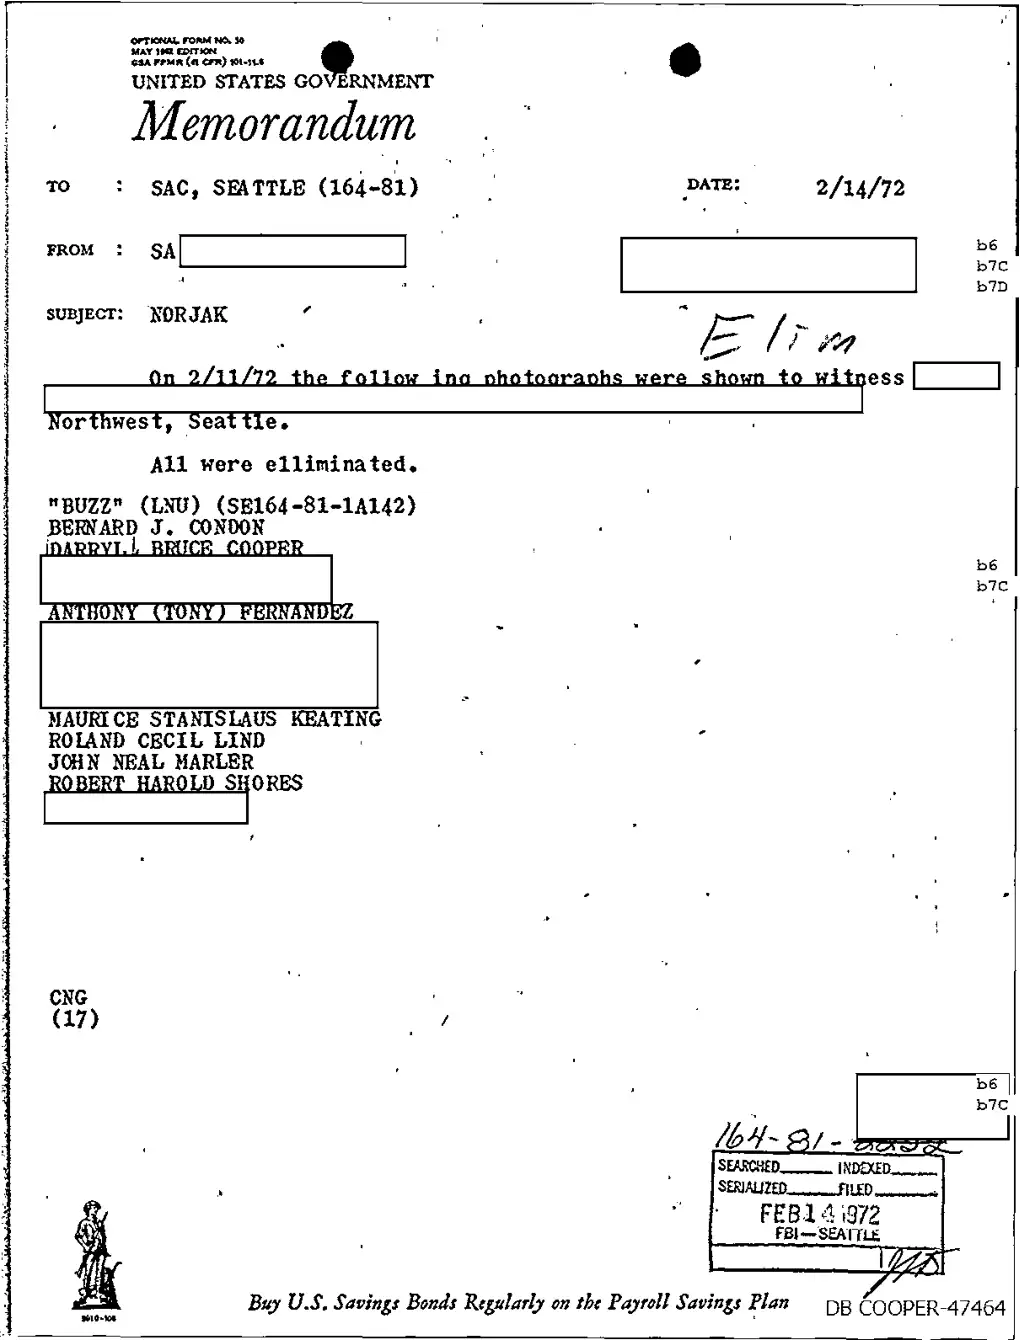 OPTIONAL FORM NO. 10
MAY 1962 EDITION
GSA FPMR (41 CFR) 101-11.6
UNITED STATES GOVERNMENT
Memorandum
TO : SAC, SEATTLE (164-81) DATE: 2/14/72
FROM : SA b6
b7C
b7D
SUBJECT: NORJAK
Elim
On 2/11/72 the following photographs were shown to witness
Northwest, Seattle.
All were elliminated.
"BUZZ" (LNU) (SE164-81-1A142)
BERNARD J. CONDON
DARRYLL BRUCE COOPER
b6
b7C
ANTHONY (TONY) FERNANDEZ
MAURICE STANISLAUS KEATING
ROLAND CECIL LIND
JOHN NEAL MARLER
ROBERT HAROLD SHORES
CNG
(17)
b6
b7C
164-81-
SEARCHED INDEXED
SERIALIZED FILED
FEB 14 1972
FBI—SEATTLE
Buy U.S. Savings Bonds Regularly on the Payroll Savings Plan
DB COOPER-47464